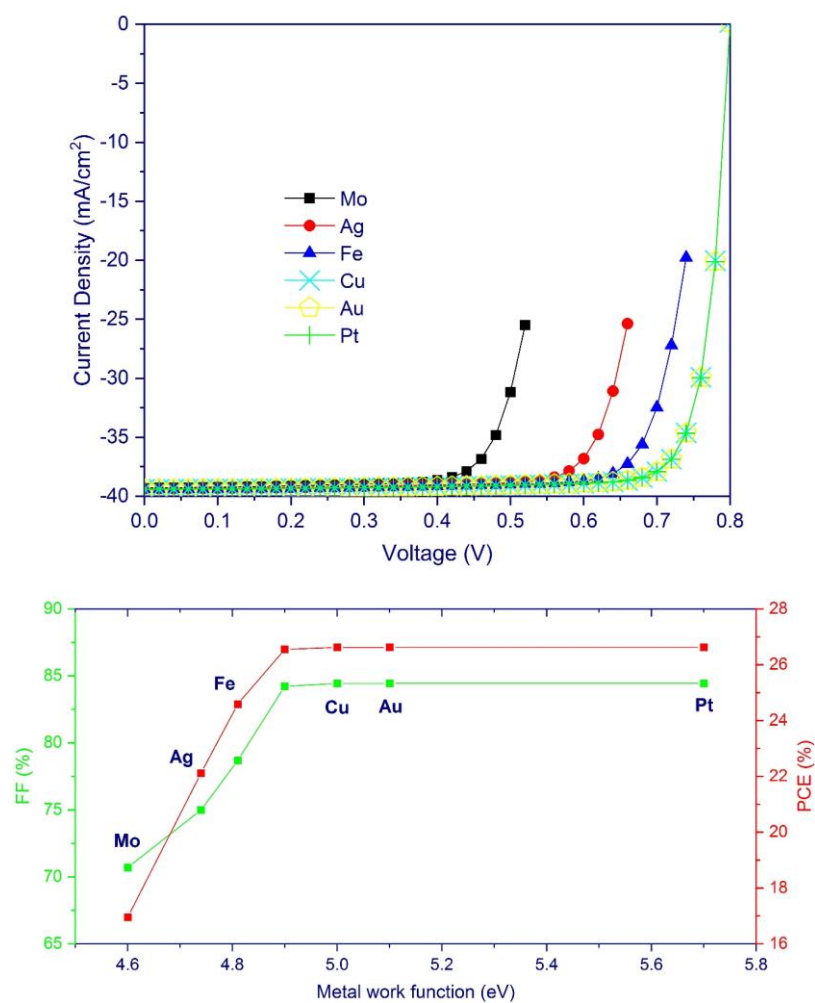 0
-5
-10
-15
-20
-25
-30
-35
-40
Current Density (mA/cm²)
Mo
Ag
Fe
Cu
Au
Pt
0.0 0.1 0.2 0.3 0.4 0.5 0.6 0.7 0.8
Voltage (V)
90
85
80
75
70
65
FF (%)
Mo
Ag
Fe
Cu
Au
Pt
28
26
24
22
20
18
16
PCE (%)
4.6 4.8 5.0 5.2 5.4 5.6 5.8
Metal work function (eV)